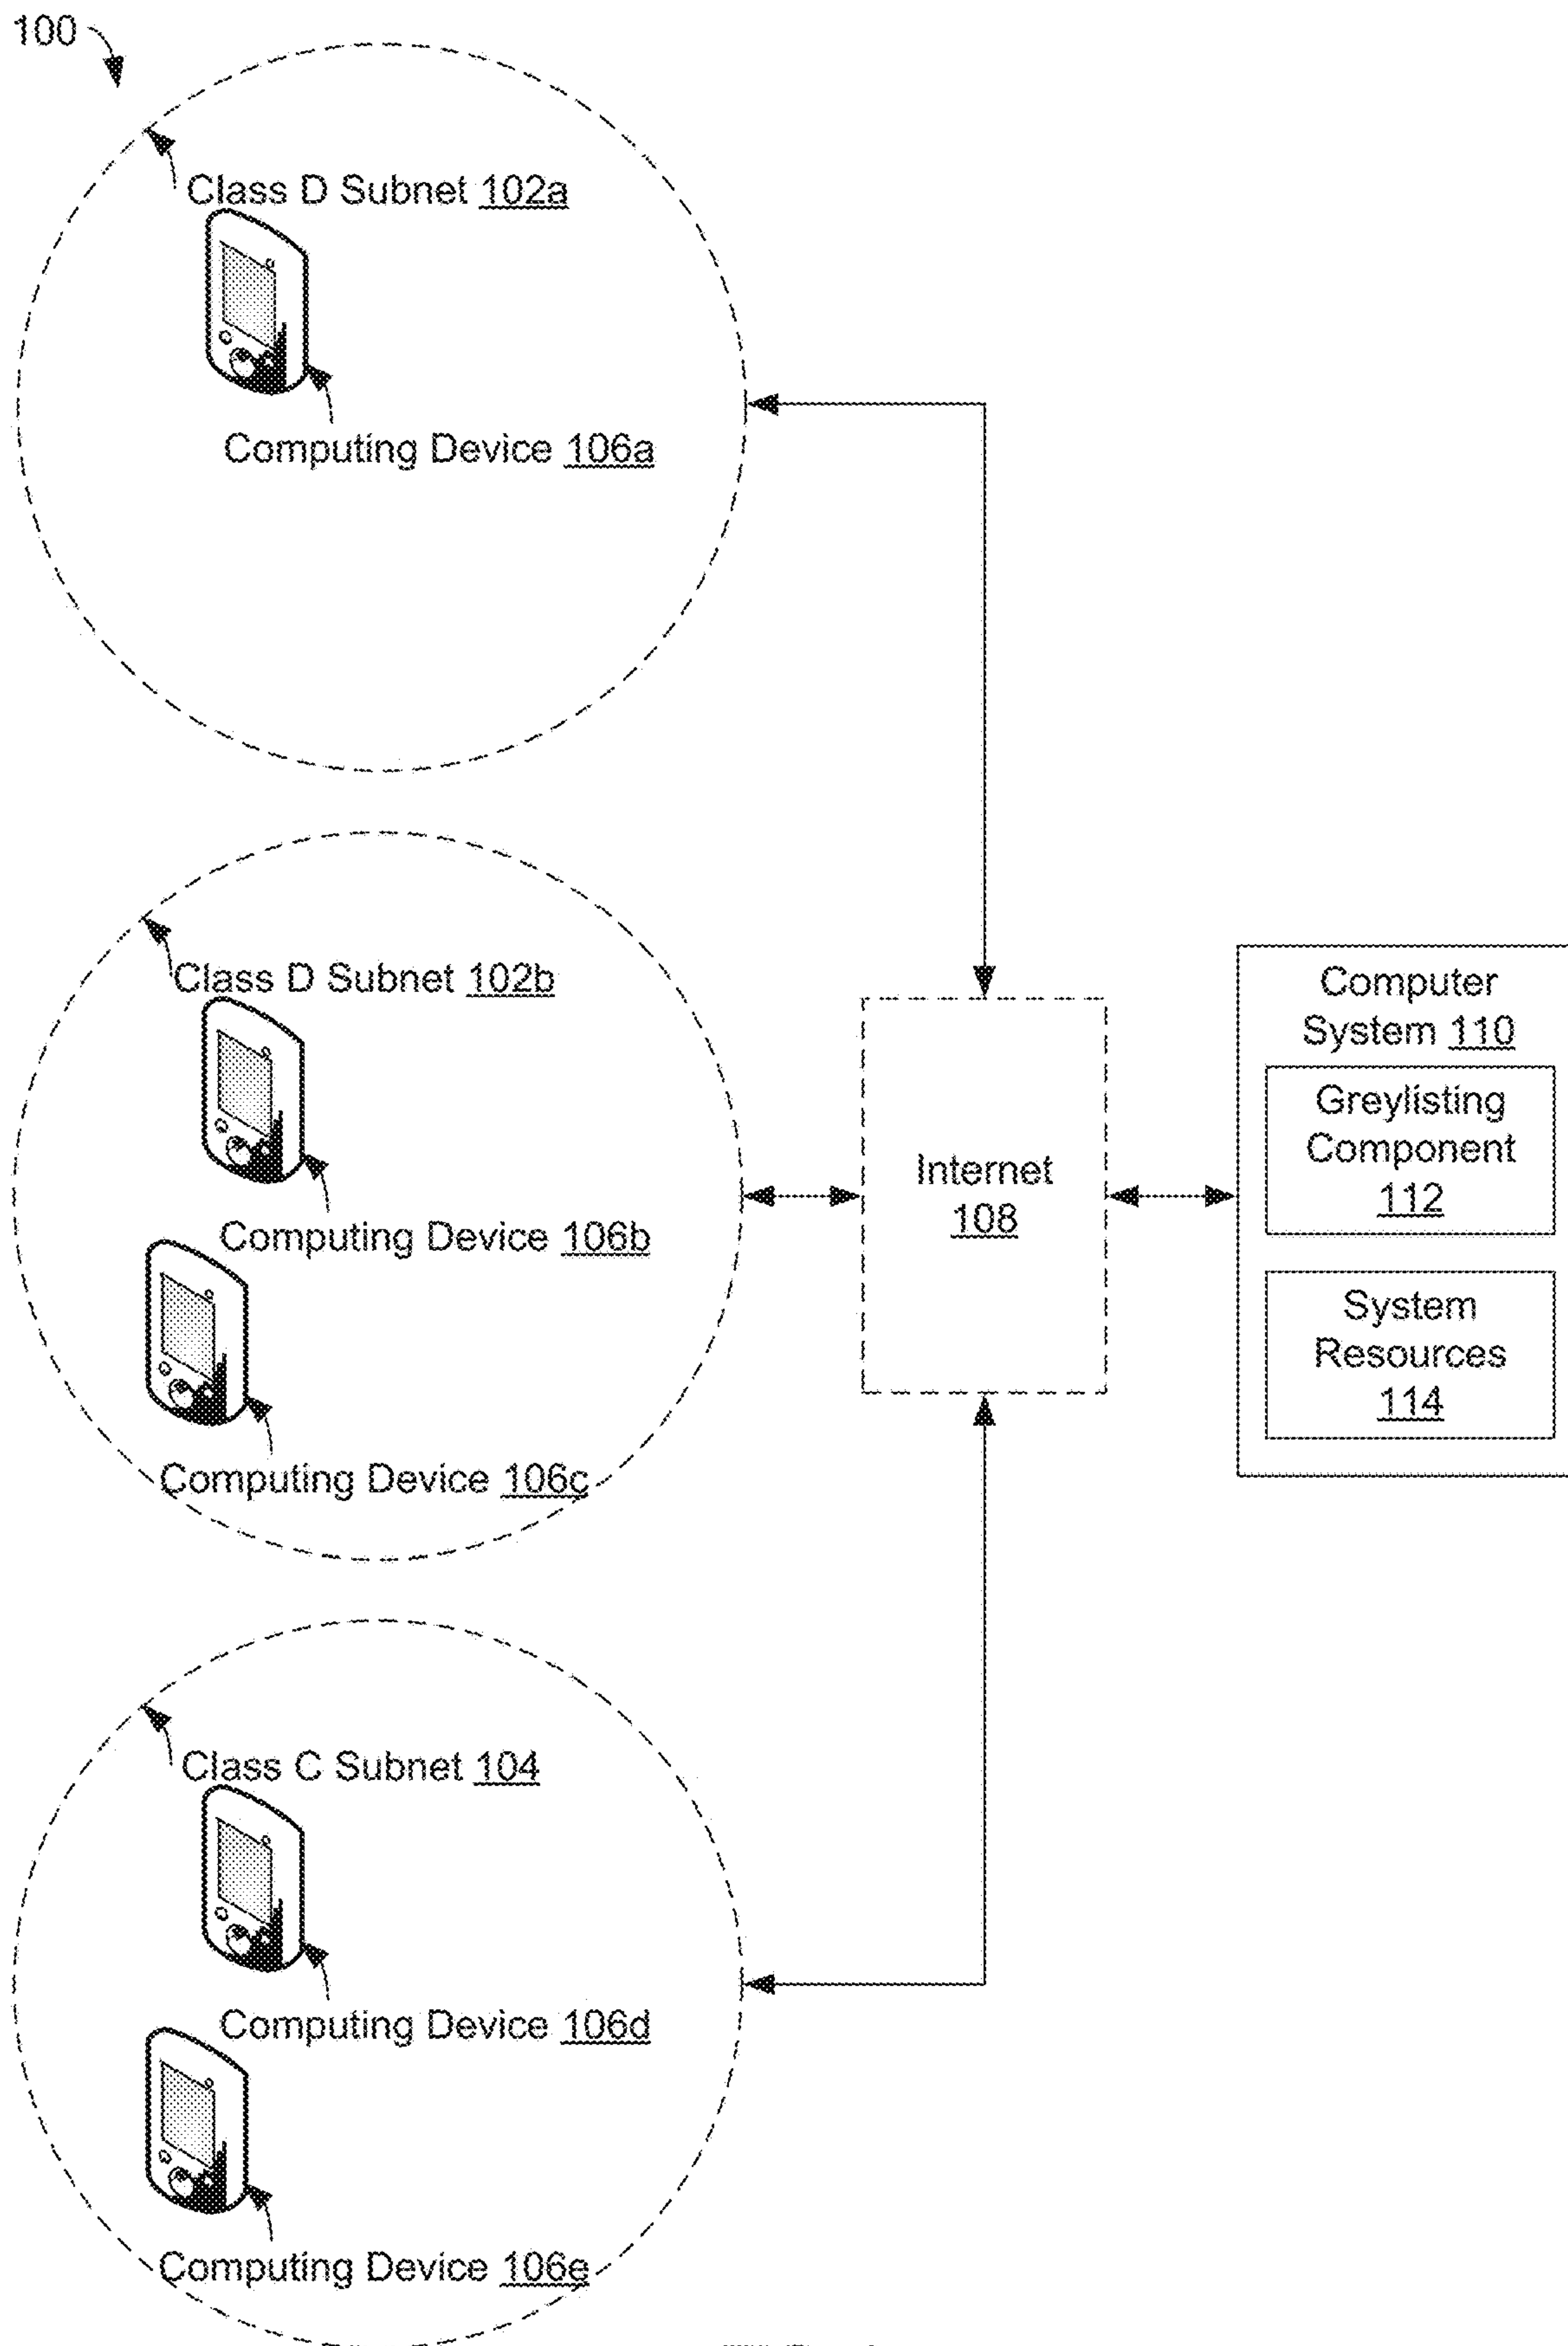 100
Class D Subnet 102a
Computing Device 106a
Class D Subnet 102b
Computing Device 106b
Computing Device 106c
Internet
108
Computer
System 110
Greylisting
Component
112
System
Resources
114
Class C Subnet 104
Computing Device 106d
Computing Device 106e